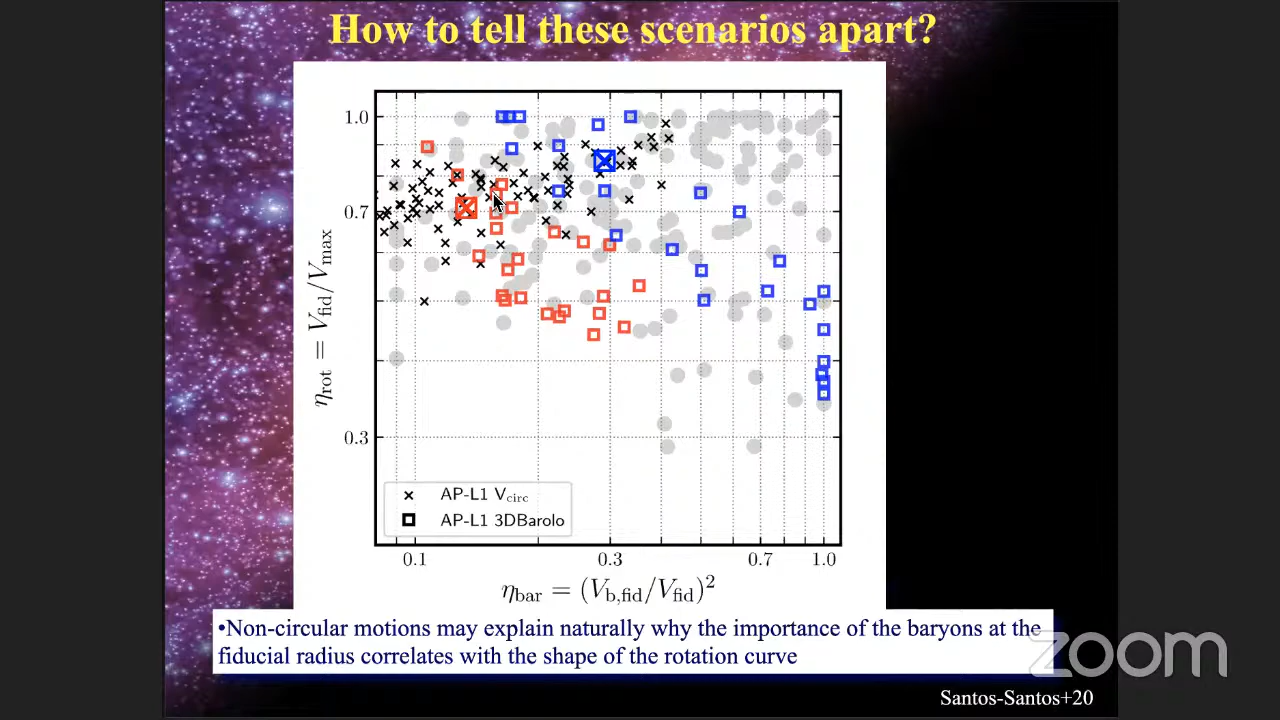 How to tell these scenarios apart?
1.0
0.7
0.3
η_rot = V_fid/V_max
× AP-L1 V_circ
AP-L1 3DBarolo
0.1 0.3 0.7 1.0
η_bar = (V_b,fid/V_fid)²
•Non-circular motions may explain naturally why the importance of the baryons at the
fiducial radius correlates with the shape of the rotation curve
zoom
Santos-Santos+20